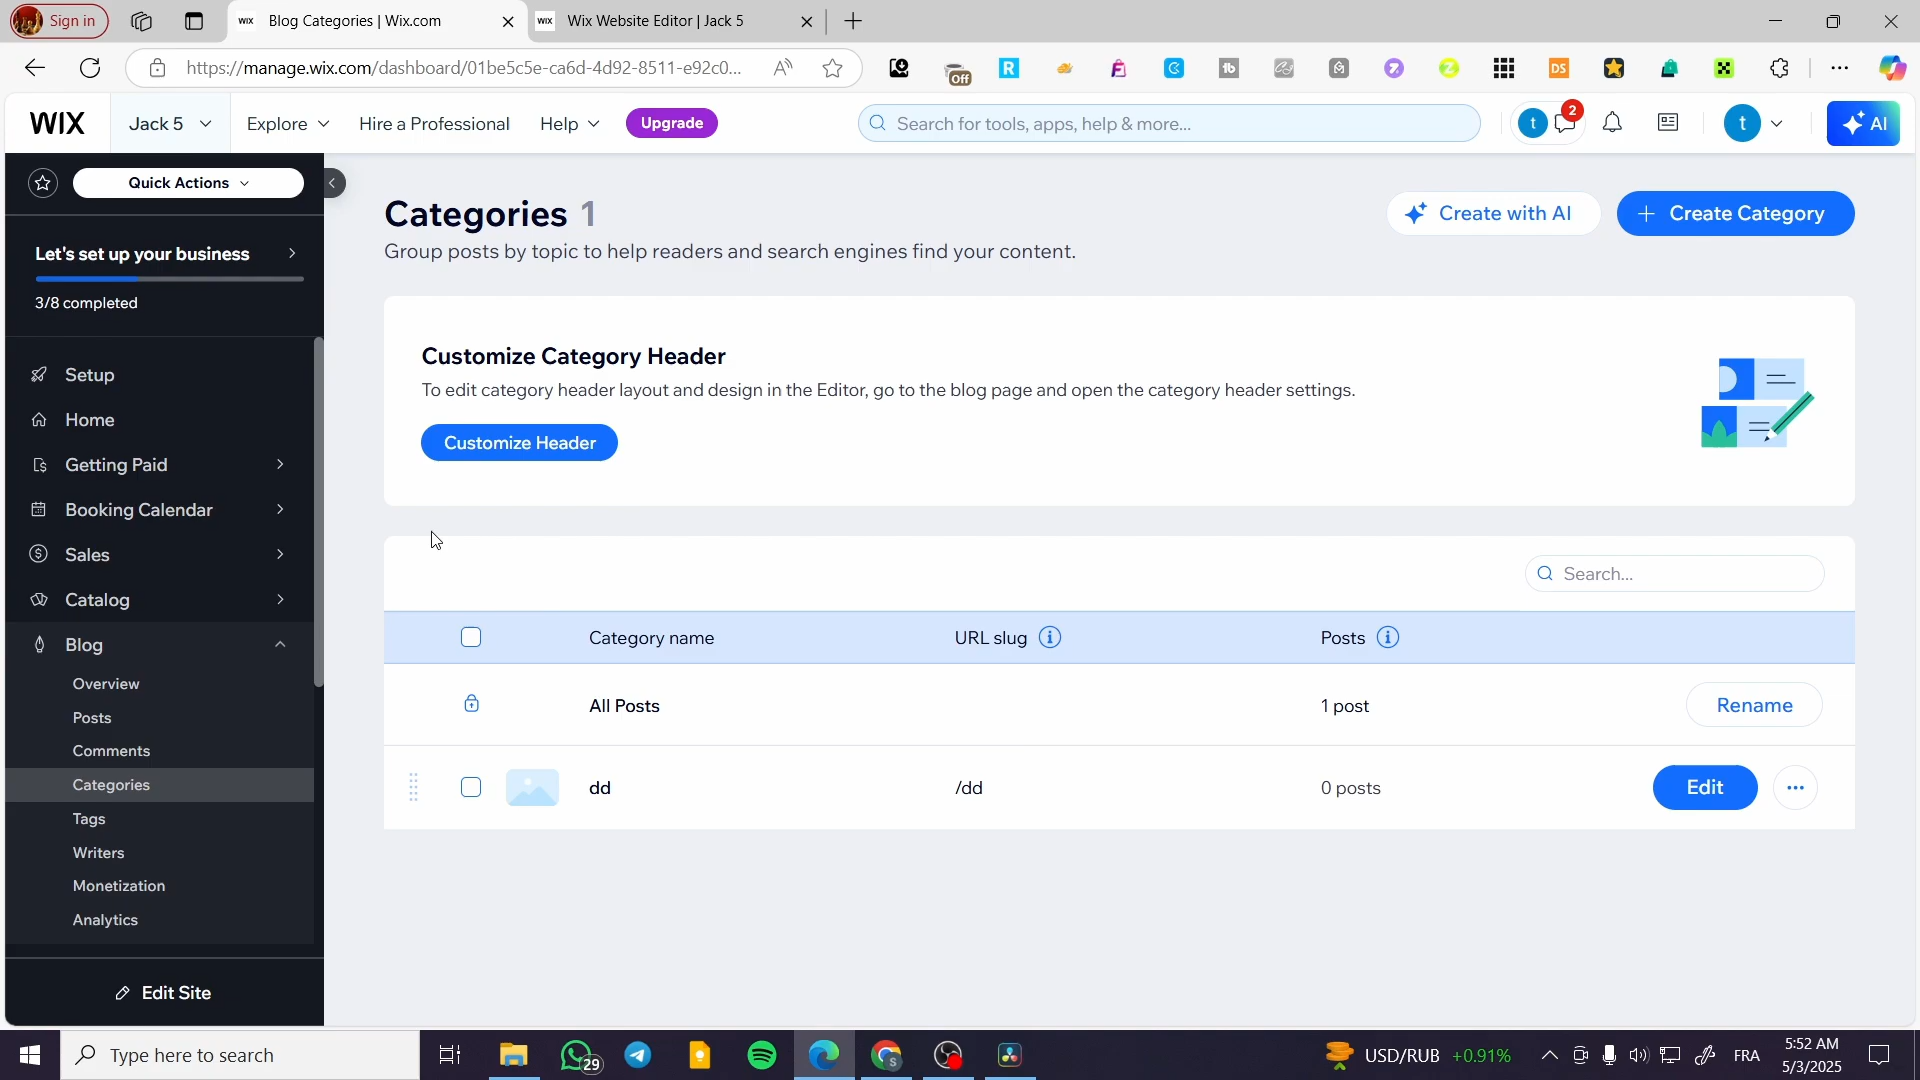 Sign in
Blog Categories | Wix.com
Wix Website Editor | Jack 5
https://manage.wix.com/dashboard/01be5c5e-ca6d-4d92-8511-e92c0...
Off
WIX
Jack 5
Explore
Hire a Professional
Help
Upgrade
Search for tools, apps, help & more...
t
2
t
AI
Quick Actions
Let's set up your business
3/8 completed
Setup
Home
Getting Paid
Booking Calendar
Sales
Catalog
Blog
Overview
Posts
Comments
Categories
Tags
Writers
Monetization
Analytics
Edit Site
Categories 1
Group posts by topic to help readers and search engines find your content.
Create with AI
+ Create Category
Customize Category Header
To edit category header layout and design in the Editor, go to the blog page and open the category header settings.
Customize Header
Search...
Category name URL slug Posts
All Posts 1 post Rename
dd /dd 0 posts Edit
Type here to search
29
USD/RUB +0.91%
FRA
5:52 AM
5/3/2025